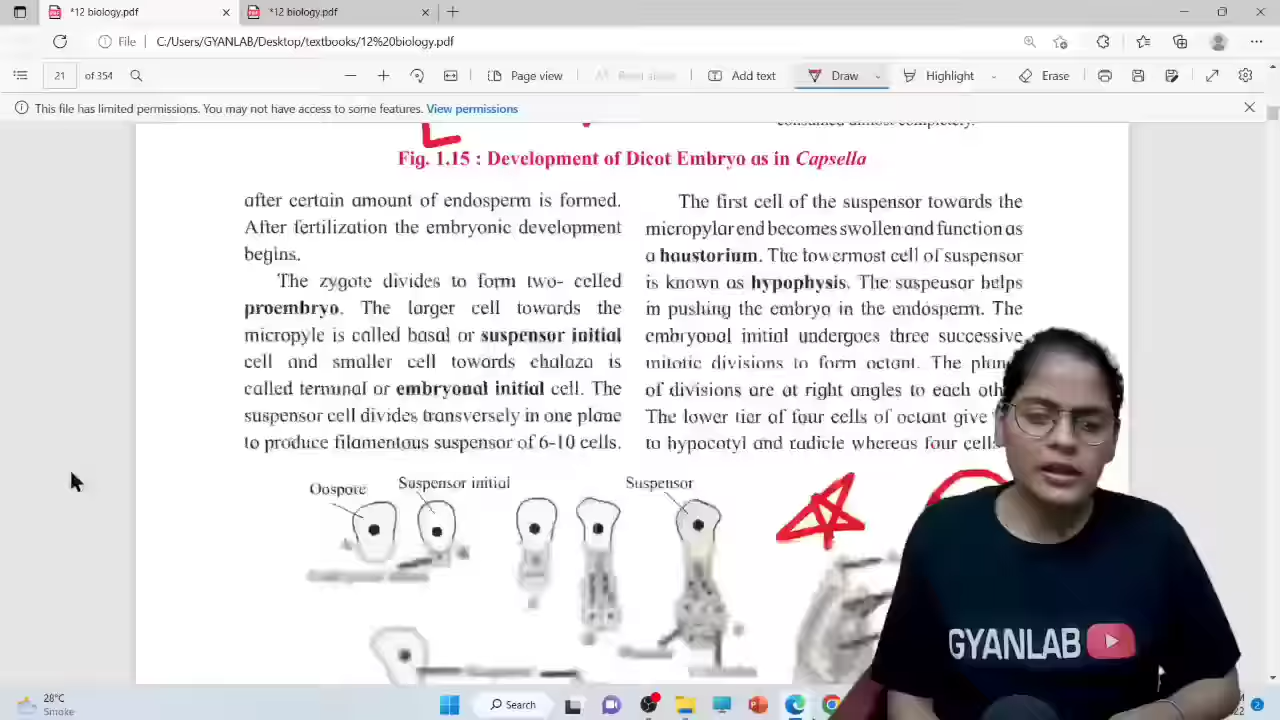 *12 biology.pdf
*12 biology.pdf
File
C:/Users/GYANLAB/Desktop/textbooks/12%20biology.pdf
21 of 354
Page view
Read aloud
Add text
Draw
Highlight
Erase
This file has limited permissions. You may not have access to some features. View permissions
consumed almost completely.
Fig. 1.15 : Development of Dicot Embryo as in Capsella
after certain amount of endosperm is formed.
After fertilization the embryonic development
begins.
The zygote divides to form two- celled
proembryo. The larger cell towards the
micropyle is called basal or suspensor initial
cell and smaller cell towards chalaza is
called terminal or embryonal initial cell. The
suspensor cell divides transversely in one plane
to produce filamentous suspensor of 6-10 cells.
The first cell of the suspensor towards the
micropylar end becomes swollen and function as
a haustorium. The lowermost cell of suspensor
is known as hypophysis. The suspensor helps
in pushing the embryo in the endosperm. The
embryonal initial undergoes three successive
mitotic divisions to form octant. The plan
of divisions are at right angles to each oth
The lower tier of four cells of octant give
to hypocotyl and radicle whereas four cells
Oospore
Suspensor initial
Suspensor
GYANLAB
28°C
Smoke
Search
2